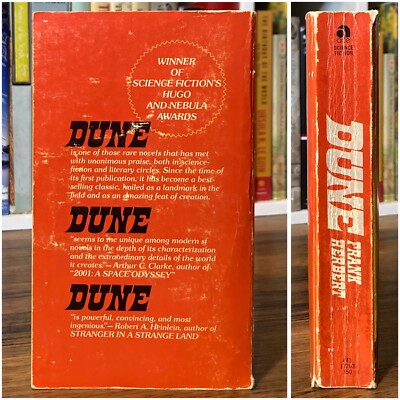 WINNER
OF
SCIENCE FICTION'S
HUGO
AND NEBULA
AWARDS
DUNE
is one of those rare novels that has met
with unanimous praise, both in science-
fiction and literary circles. Since the time of
its first publication, it has become a best-
selling classic, hailed as a landmark in the
field and as an amazing feat of creation.
DUNE
"seems to me unique among modern sf
novels in the depth of its characterization
and the extraordinary details of the world
it creates."—Arthur C. Clarke, author of
"2001: A SPACE ODYSSEY"
DUNE
"is powerful, convincing, and most
ingenious."—Robert A. Heinlein, author of
STRANGER IN A STRANGE LAND
SCIENCE
FICTION
DUNE
FRANK
HERBERT